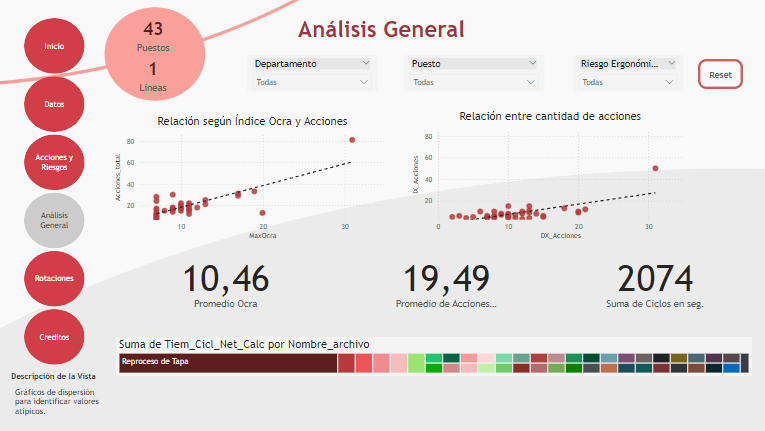 Análisis General
43
Puestos
1
Líneas
Inicio
Datos
Acciones y
Riesgos
Análisis
General
Rotaciones
Creditos
Departamento
Todas
Puesto
Todas
Riesgo Ergonómi...
Todas
Reset
Relación según Índice Ocra y Acciones
Acciones_total
80
60
40
20
10
20
30
MaxOcra
Relación entre cantidad de acciones
IX_Acciones
80
60
40
20
0
10
20
30
DX_Acciones
10,46
Promedio Ocra
19,49
Promedio de Acciones...
2074
Suma de Ciclos en seg.
Suma de Tiem_Cicl_Net_Calc por Nombre_archivo
Reproceso de Tapa
Descripción de la Vista
Gráficos de dispersión
para identificar valores
atipicos.